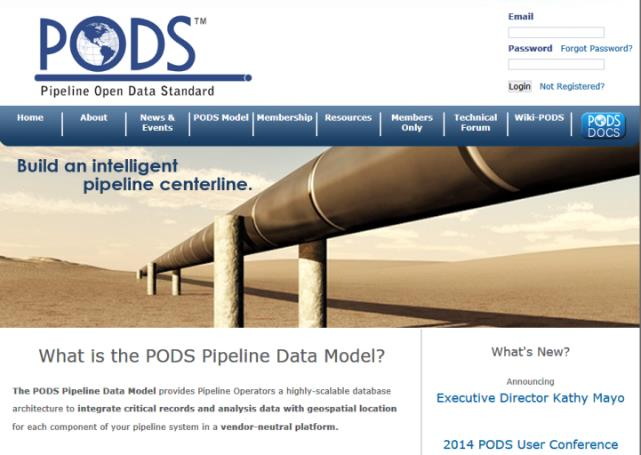 PODS™
Pipeline Open Data Standard
Email
Password Forgot Password?
Login Not Registered?
Home
About
News & Events
PODS Model
Membership
Resources
Members Only
Technical Forum
Wiki-PODS
PODS DOCS
Build an intelligent
pipeline centerline.
What is the PODS Pipeline Data Model?
The PODS Pipeline Data Model provides Pipeline Operators a highly-scalable database
architecture to integrate critical records and analysis data with geospatial location
for each component of your pipeline system in a vendor-neutral platform.
What's New?
Announcing
Executive Director Kathy Mayo
2014 PODS User Conference